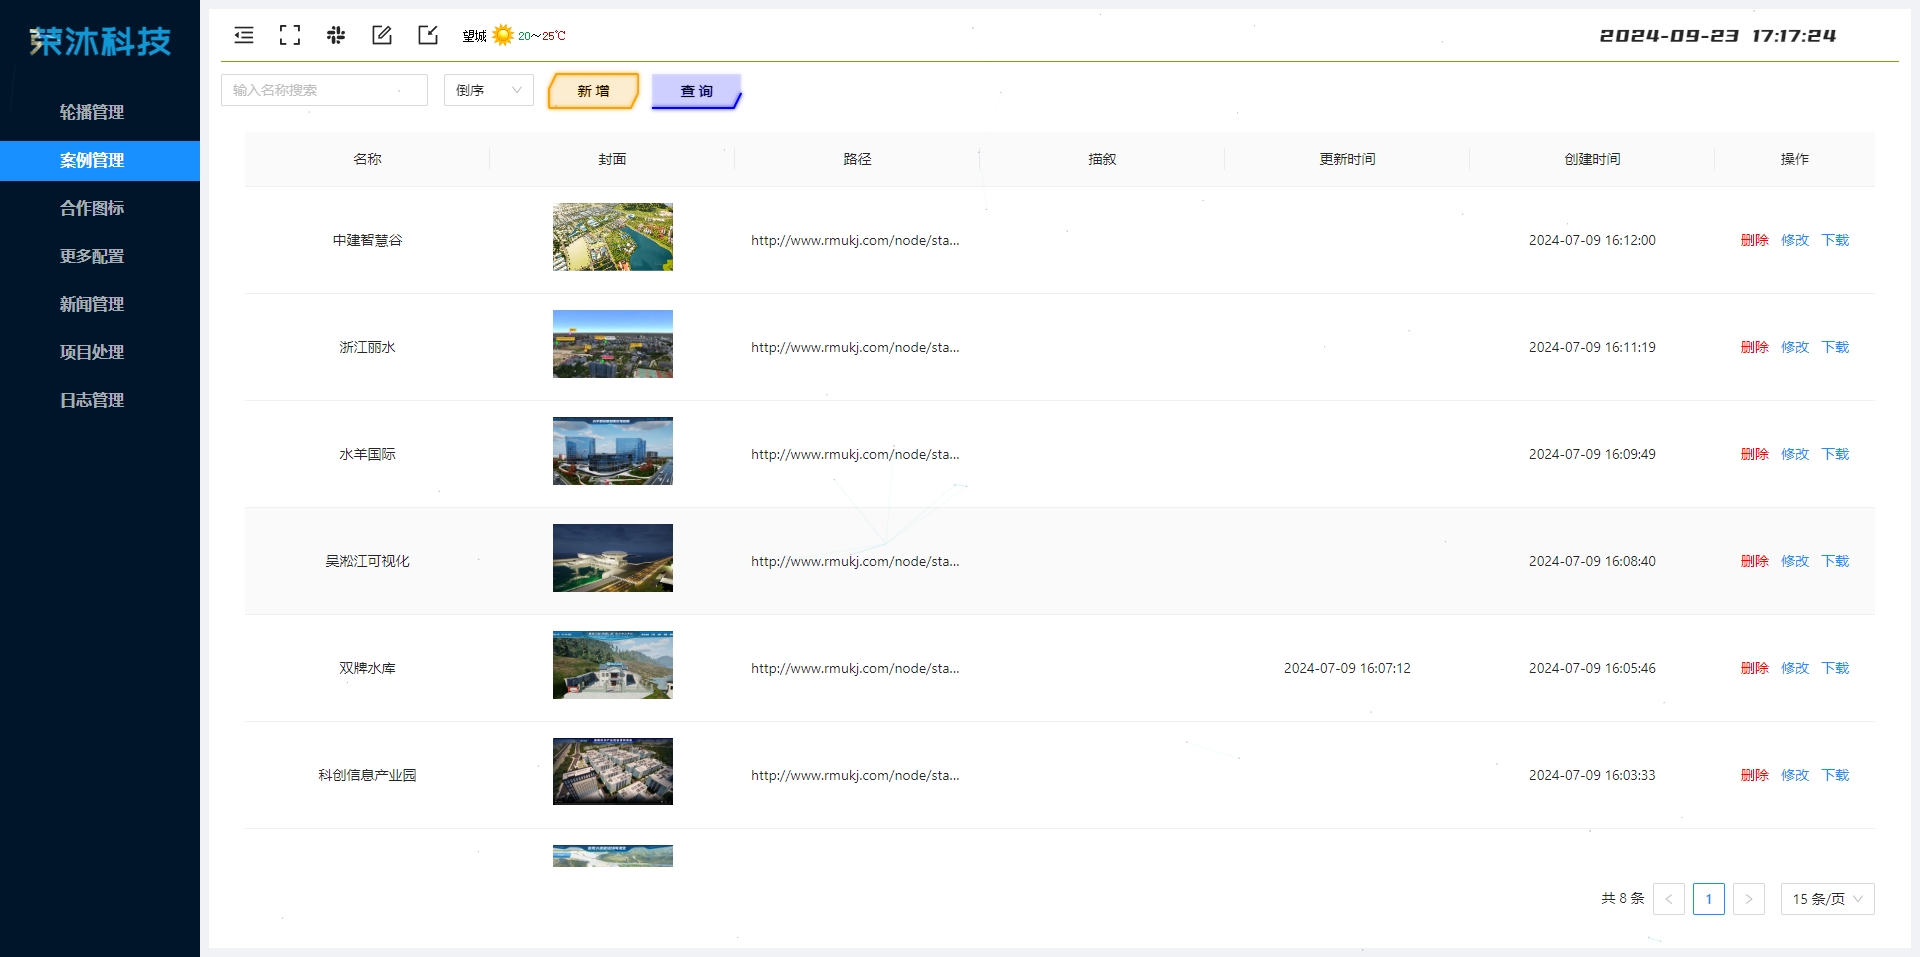 荣沐科技
轮播管理
案例管理
合作图标
更多配置
新闻管理
项目处理
日志管理
望城 20~25℃
2024-09-23 17:17:24
输入名称搜索 倒序 新 增 查 询
名称 封面 路径 描叙 更新时间 创建时间 操作
中建智慧谷 http://www.rmukj.com/node/sta... 2024-07-09 16:12:00 删除 修改 下载
浙江丽水 http://www.rmukj.com/node/sta... 2024-07-09 16:11:19 删除 修改 下载
水羊国际 http://www.rmukj.com/node/sta... 2024-07-09 16:09:49 删除 修改 下载
吴淞江可视化 http://www.rmukj.com/node/sta... 2024-07-09 16:08:40 删除 修改 下载
双牌水库 http://www.rmukj.com/node/sta... 2024-07-09 16:07:12 2024-07-09 16:05:46 删除 修改 下载
科创信息产业园 http://www.rmukj.com/node/sta... 2024-07-09 16:03:33 删除 修改 下载
共 8 条 < 1 > 15 条/页